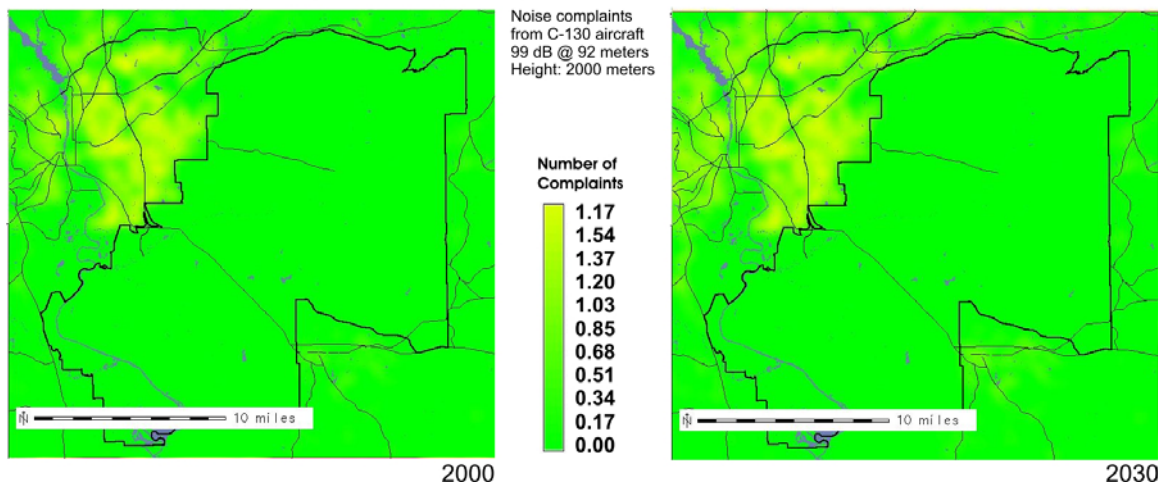 Noise complaints
from C-130 aircraft
99 dB @ 92 meters
Height: 2000 meters
Number of
Complaints
1.17
1.54
1.37
1.20
1.03
0.85
0.68
0.51
0.34
0.17
0.00
N
10 miles
2000
N
10 miles
2030